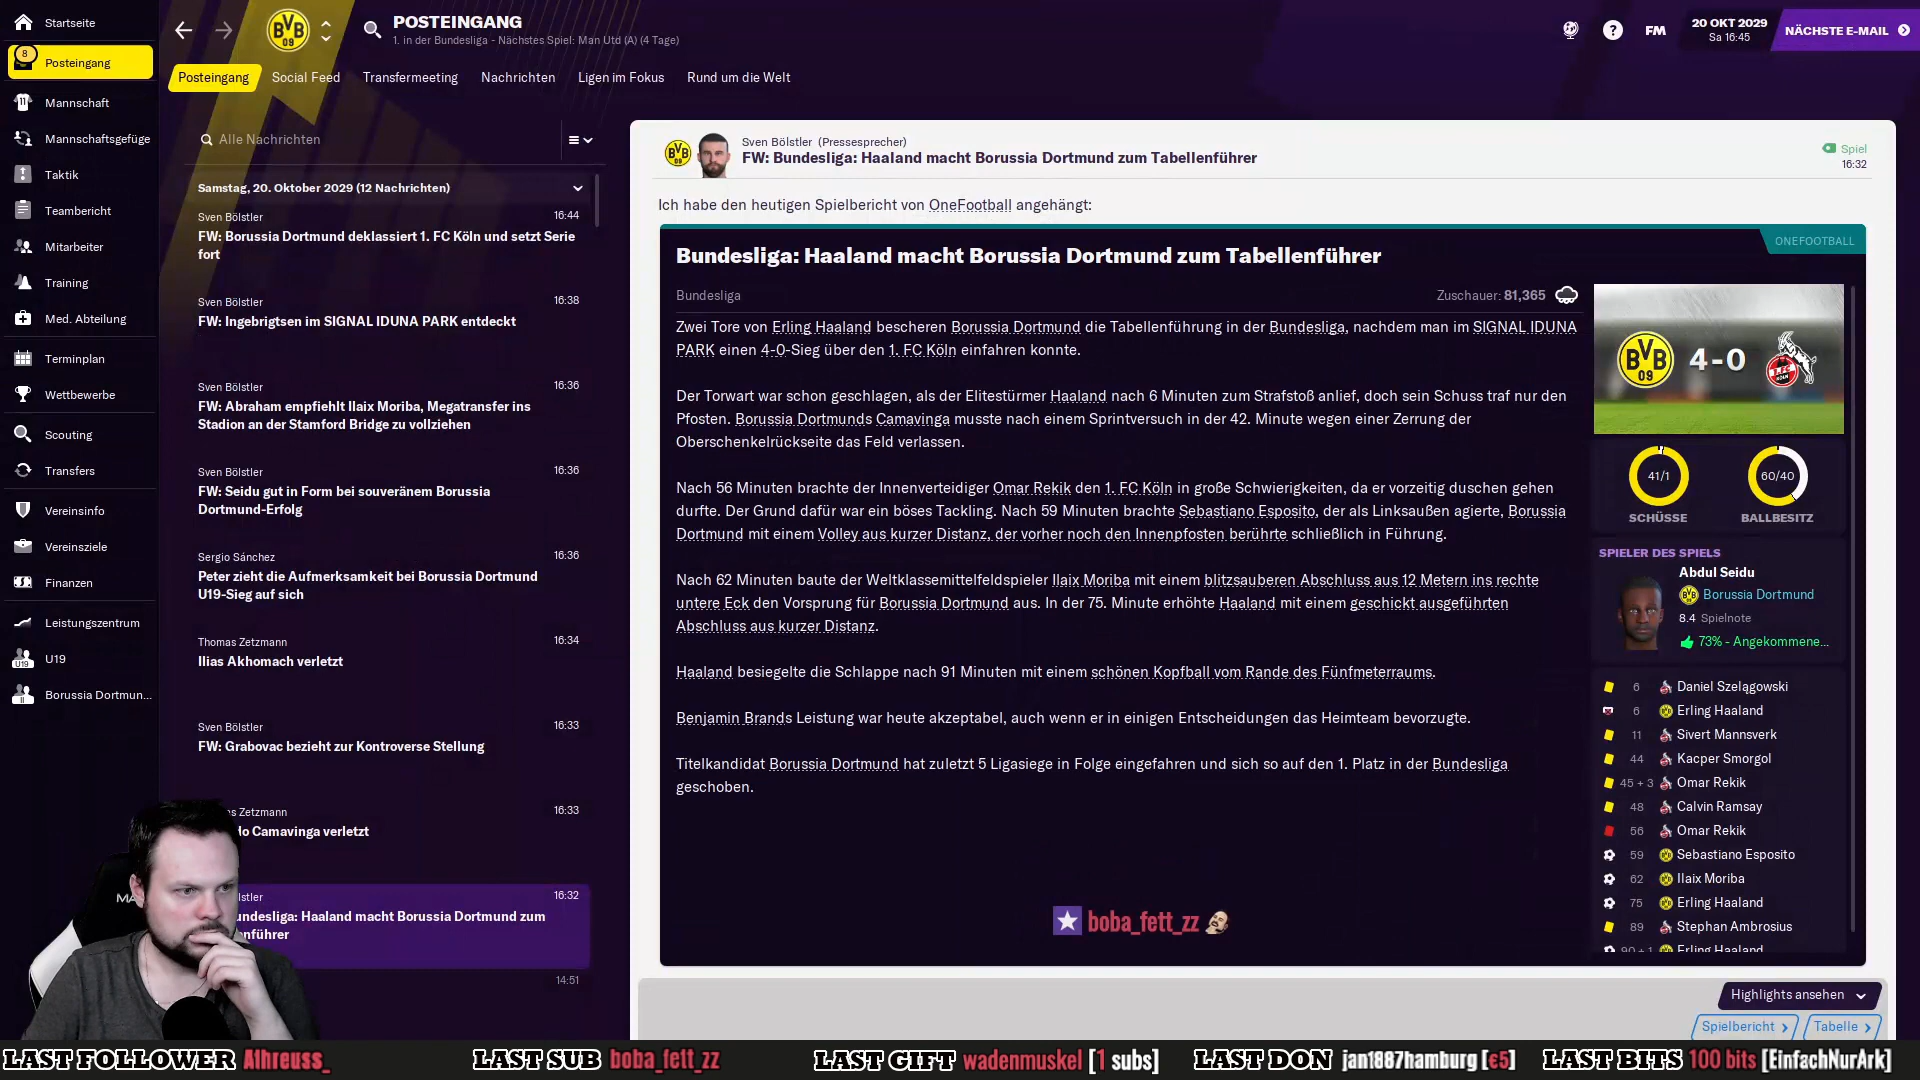 Startseite
8
Posteingang
Mannschaft
Mannschaftsgefüge
Taktik
Teambericht
Mitarbeiter
Training
Med. Abteilung
Terminplan
Wettbewerbe
Scouting
Transfers
Vereinsinfo
Vereinsziele
Finanzen
Leistungszentrum
U19
Borussia Dortmun...
POSTEINGANG
1. in der Bundesliga - Nächstes Spiel: Man Utd (A) (4 Tage)
FM
20 OKT 2029
Sa 16:45
NÄCHSTE E-MAIL
Posteingang Social Feed Transfermeeting Nachrichten Ligen im Fokus Rund um die Welt
Alle Nachrichten
Samstag, 20. Oktober 2029 (12 Nachrichten)
Sven Bölstler 16:44
FW: Borussia Dortmund deklassiert 1. FC Köln und setzt Serie
fort
Sven Bölstler 16:38
FW: Ingebrigtsen im SIGNAL IDUNA PARK entdeckt
Sven Bölstler 16:36
FW: Abraham empfiehlt Ilaix Moriba, Megatransfer ins
Stadion an der Stamford Bridge zu vollziehen
Sven Bölstler 16:36
FW: Seidu gut in Form bei souveränem Borussia
Dortmund-Erfolg
Sergio Sánchez 16:36
Peter zieht die Aufmerksamkeit bei Borussia Dortmund
U19-Sieg auf sich
Thomas Zetzmann 16:34
Ilias Akhomach verletzt
Sven Bölstler 16:33
FW: Grabovac bezieht zur Kontroverse Stellung
as Zetzmann 16:33
do Camavinga verletzt
lstler 16:32
undesliga: Haaland macht Borussia Dortmund zum
enführer
14:51
Sven Bölstler (Pressesprecher)
FW: Bundesliga: Haaland macht Borussia Dortmund zum Tabellenführer
Spiel
16:32
Ich habe den heutigen Spielbericht von OneFootball angehängt:
ONEFOOTBALL
Bundesliga: Haaland macht Borussia Dortmund zum Tabellenführer
Bundesliga Zuschauer: 81,365
Zwei Tore von Erling Haaland bescheren Borussia Dortmund die Tabellenführung in der Bundesliga, nachdem man im SIGNAL IDUNA
PARK einen 4-0-Sieg über den 1. FC Köln einfahren konnte.
Der Torwart war schon geschlagen, als der Elitestürmer Haaland nach 6 Minuten zum Strafstoß anlief, doch sein Schuss traf nur den
Pfosten. Borussia Dortmunds Camavinga musste nach einem Sprintversuch in der 42. Minute wegen einer Zerrung der
Oberschenkelrückseite das Feld verlassen.
Nach 56 Minuten brachte der Innenverteidiger Omar Rekik den 1. FC Köln in große Schwierigkeiten, da er vorzeitig duschen gehen
durfte. Der Grund dafür war ein böses Tackling. Nach 59 Minuten brachte Sebastiano Esposito, der als Linksaußen agierte, Borussia
Dortmund mit einem Volley aus kurzer Distanz, der vorher noch den Innenpfosten berührte schließlich in Führung.
Nach 62 Minuten baute der Weltklassemittelfeldspieler Ilaix Moriba mit einem blitzsauberen Abschluss aus 12 Metern ins rechte
untere Eck den Vorsprung für Borussia Dortmund aus. In der 75. Minute erhöhte Haaland mit einem geschickt ausgeführten
Abschluss aus kurzer Distanz.
Haaland besiegelte die Schlappe nach 91 Minuten mit einem schönen Kopfball vom Rande des Fünfmeterraums.
Benjamin Brands Leistung war heute akzeptabel, auch wenn er in einigen Entscheidungen das Heimteam bevorzugte.
Titelkandidat Borussia Dortmund hat zuletzt 5 Ligasiege in Folge eingefahren und sich so auf den 1. Platz in der Bundesliga
geschoben.
boba_fett_zz
BVB 09 4-0 1.FC KÖLN
41/1 60/40
SCHÜSSE BALLBESITZ
SPIELER DES SPIELS
Abdul Seidu
Borussia Dortmund
8.4 Spielnote
73% - Angekommene...
6 Daniel Szelągowski
6 Erling Haaland
11 Sivert Mannsverk
44 Kacper Smorgol
45 + 3 Omar Rekik
48 Calvin Ramsay
56 Omar Rekik
59 Sebastiano Esposito
62 Ilaix Moriba
75 Erling Haaland
89 Stephan Ambrosius
90 + 1 Erling Haaland
Highlights ansehen
Spielbericht Tabelle
LAST FOLLOWER Alhreuss_ LAST SUB boba_fett_zz LAST GIFT wadenmuskel [1 subs] LAST DON jan1887hamburg [€5] LAST BITS 100 bits [EinfachNurArk]